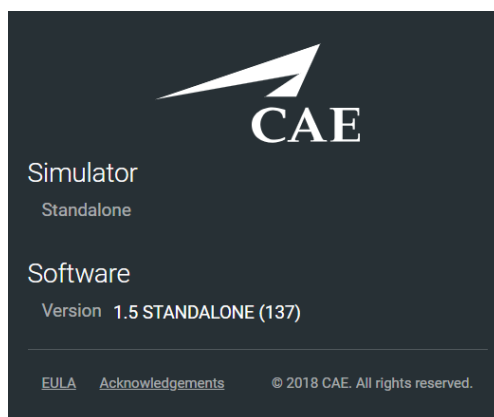 CAE
Simulator
Standalone
Software
Version 1.5 STANDALONE (137)
EULA Acknowledgements © 2018 CAE. All rights reserved.